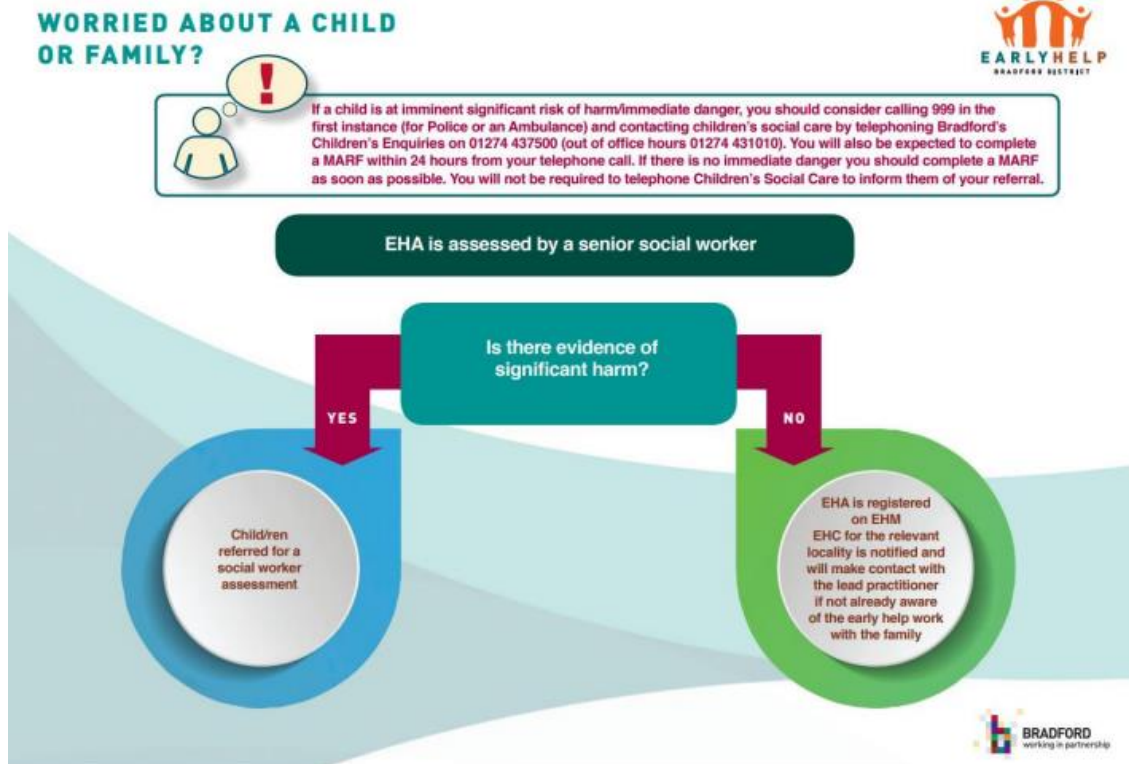 WORRIED ABOUT A CHILD
OR FAMILY?
EARLYHELP
BRADFORD DISTRICT
!
If a child is at imminent significant risk of harm/immediate danger, you should consider calling 999 in the
first instance (for Police or an Ambulance) and contacting children's social care by telephoning Bradford's
Children's Enquiries on 01274 437500 (out of office hours 01274 431010). You will also be expected to complete
a MARF within 24 hours from your telephone call. If there is no immediate danger you should complete a MARF
as soon as possible. You will not be required to telephone Children's Social Care to inform them of your referral.
EHA is assessed by a senior social worker
Is there evidence of
significant harm?
YES
NO
Child/ren
referred for a
social worker
assessment
EHA is registered
on EHM
EHC for the relevant
locality is notified and
will make contact with
the lead practitioner
if not already aware
of the early help work
with the family
BRADFORD
working in partnership